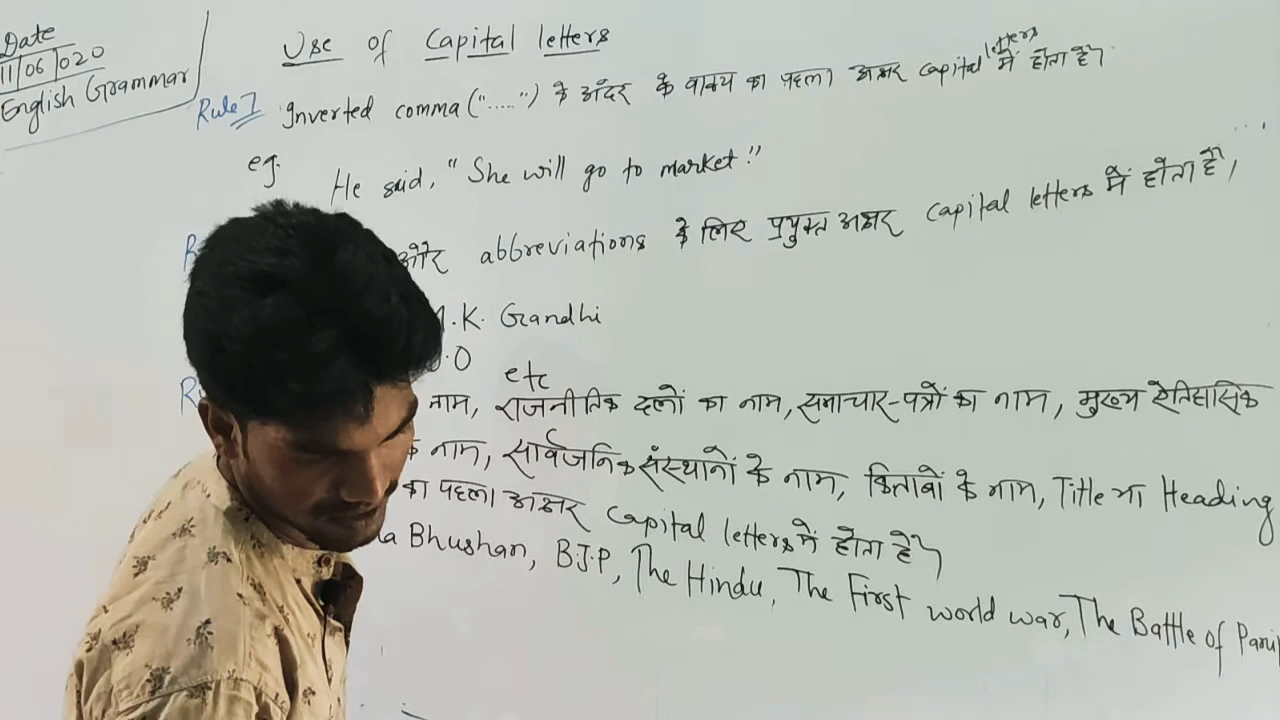 Date
11/06/020
English Grammar
Use of Capital letters
Rule 7 Inverted comma (".....") के अंदर के वाक्य का पहला अक्षर capital letters में होता है।
eg.
He said, "She will go to market."
और abbreviations के लिए प्रयुक्त अक्षर capital letters में होता है।
M.K. Gandhi
.O etc
नाम, राजनीतिक दलों का नाम, समाचार-पत्रों का नाम, मुख्य ऐतिहासिक
के नाम, सार्वजनिक संस्थानों के नाम, किताबों के नाम, Title या Heading
का पहला अक्षर Capital letters में होता है।
Bhushan, B.J.P, The Hindu, The First world war, The Battle of